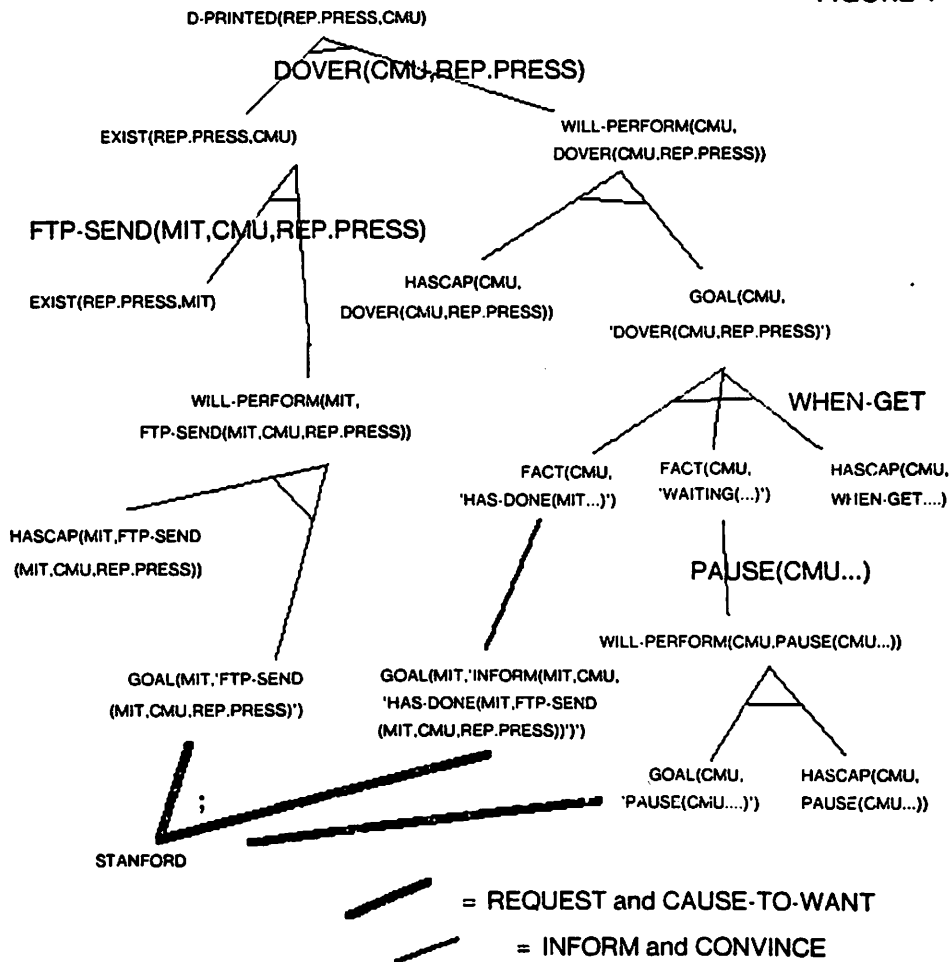 FIGURE
D-PRINTED(REP.PRESS,CMU)
DOVER(CMU,REP.PRESS)
EXIST(REP.PRESS,CMU)
WILL-PERFORM(CMU,
DOVER(CMU,REP.PRESS))
FTP-SEND(MIT,CMU,REP.PRESS)
HASCAP(CMU,
DOVER(CMU,REP.PRESS))
GOAL(CMU,
'DOVER(CMU,REP.PRESS)')
EXIST(REP.PRESS,MIT)
WILL-PERFORM(MIT,
FTP-SEND(MIT,CMU,REP.PRESS))
WHEN-GET
FACT(CMU,
'HAS-DONE(MIT...)')
FACT(CMU,
'WAITING(...)')
HASCAP(CMU,
WHEN-GET....)
HASCAP(MIT,FTP-SEND
(MIT,CMU,REP.PRESS))
PAUSE(CMU...)
WILL-PERFORM(CMU,PAUSE(CMU...))
GOAL(MIT,'FTP-SEND
(MIT,CMU,REP.PRESS)')
GOAL(MIT,'INFORM(MIT,CMU,
'HAS-DONE(MIT,FTP-SEND
(MIT,CMU,REP.PRESS))')')
GOAL(CMU,
'PAUSE(CMU....)')
HASCAP(CMU,
PAUSE(CMU...))
;
STANFORD
= REQUEST and CAUSE-TO-WANT
= INFORM and CONVINCE